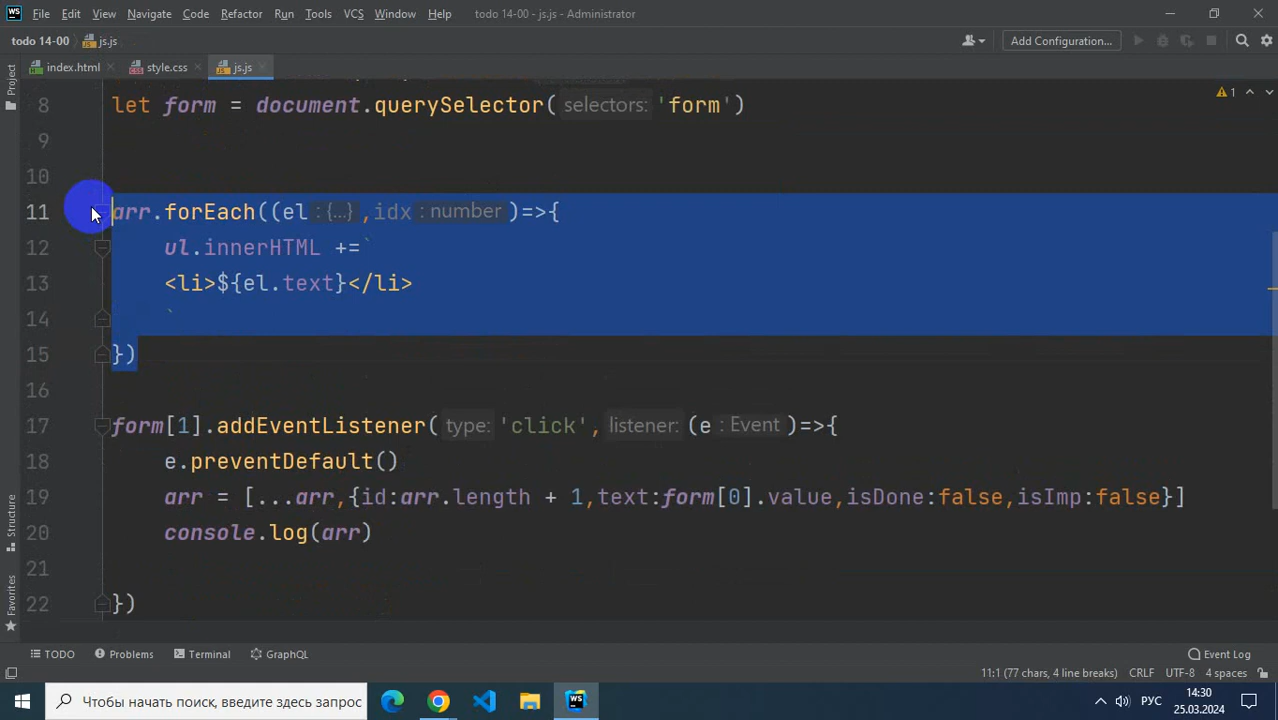 WS File Edit View Navigate Code Refactor Run Tools VCS Window Help todo 14-00 - js.js - Administrator
todo 14-00 js.js Add Configuration...
index.html style.css js.js
Project
8 let form = document.querySelector( selectors: 'form')
1
9
10
11 arr.forEach((el : {...} ,idx : number )=>{
12 ul.innerHTML +=`
13 <li>${el.text}</li>
14 `
15 })
16
17 form[1].addEventListener( type: 'click', listener: (e : Event )=>{
18 e.preventDefault()
19 arr = [...arr,{id:arr.length + 1,text:form[0].value,isDone:false,isImp:false}]
20 console.log(arr)
21
22 })
Structure
Favorites
TODO Problems Terminal GraphQL Event Log
11:1 (77 chars, 4 line breaks) CRLF UTF-8 4 spaces
Чтобы начать поиск, введите здесь запрос WS РУС 14:30
25.03.2024